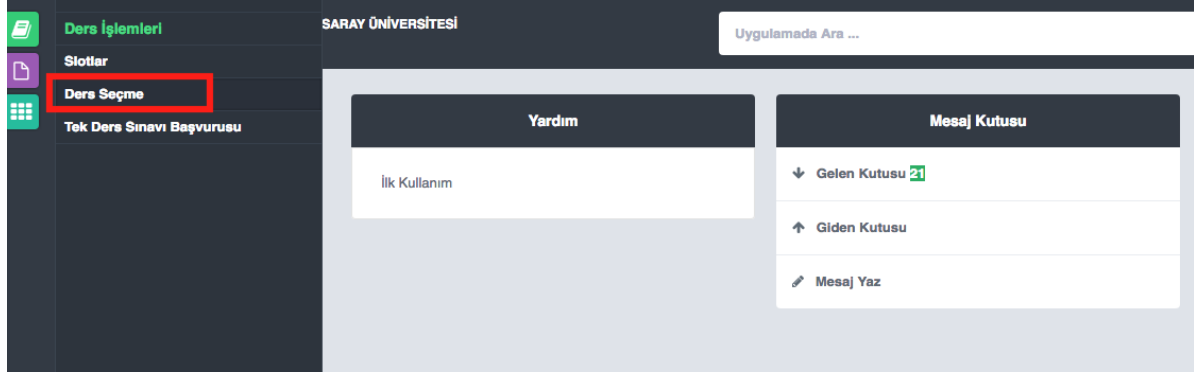 Ders İşlemleri
Slotlar
Ders Seçme
Tek Ders Sınavı Başvurusu
SARAY ÜNİVERSİTESİ
Uygulamada Ara ...
Yardım
İlk Kullanım
Mesaj Kutusu
Gelen Kutusu 21
Giden Kutusu
Mesaj Yaz